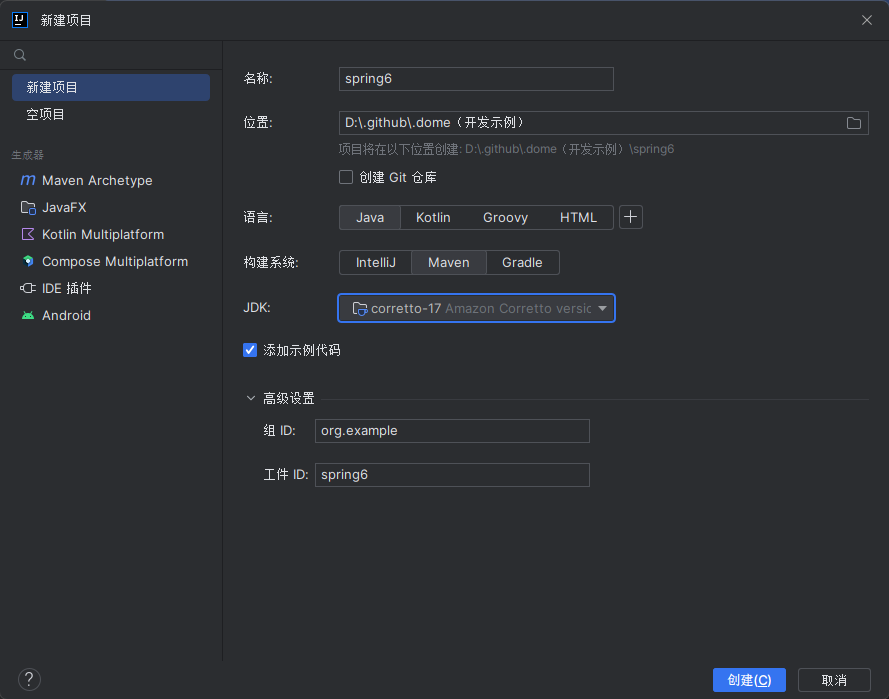 新建项目
新建项目
空项目
生成器
Maven Archetype
JavaFX
Kotlin Multiplatform
Compose Multiplatform
IDE 插件
Android
名称: spring6
位置: D:\.github\.dome（开发示例）
项目将在以下位置创建: D:\.github\.dome（开发示例）\spring6
创建 Git 仓库
语言: Java Kotlin Groovy HTML
构建系统: IntelliJ Maven Gradle
JDK: corretto-17 Amazon Corretto versic
添加示例代码
高级设置
组 ID: org.example
工件 ID: spring6
? 创建(C) 取消